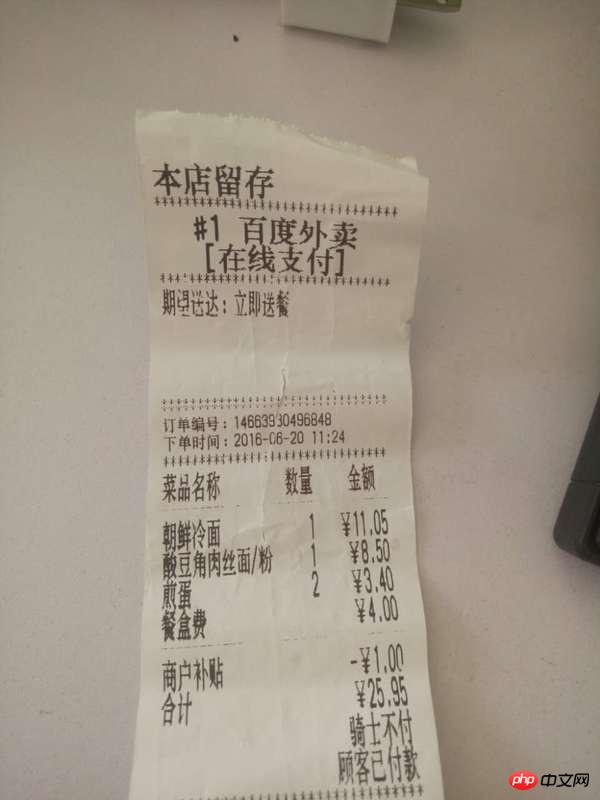 本店留存
********************************
#1 百度外卖
[在线支付]
********************************
期望送达：立即送餐
********************************
订单编号：14663930496848
下单时间：2016-06-20 11:24
********************************
菜品名称 数量 金额
朝鲜冷面 1 ¥11.05
酸豆角肉丝面/粉 1 ¥8.50
煎蛋 2 ¥3.40
餐盒费 ¥4.00
商户补贴 -¥1.00
合计 ¥25.95
骑士不付
顾客已付款
php 中文网